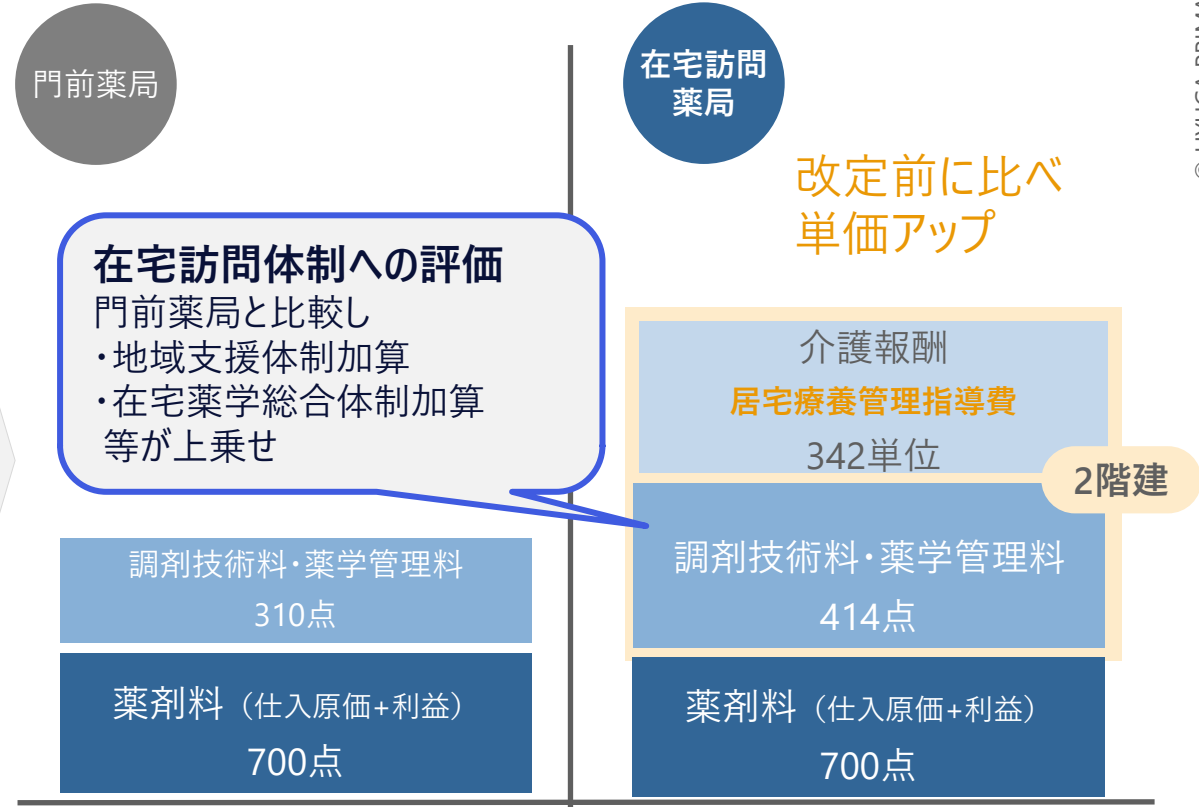 門前薬局
在宅訪問
薬局
改定前に比べ
単価アップ
在宅訪問体制への評価
門前薬局と比較し
・地域支援体制加算
・在宅薬学総合体制加算
等が上乗せ
介護報酬
居宅療養管理指導費
342単位
2階建
調剤技術料・薬学管理料
310点
調剤技術料・薬学管理料
414点
薬剤料（仕入原価+利益）
700点
薬剤料（仕入原価+利益）
700点